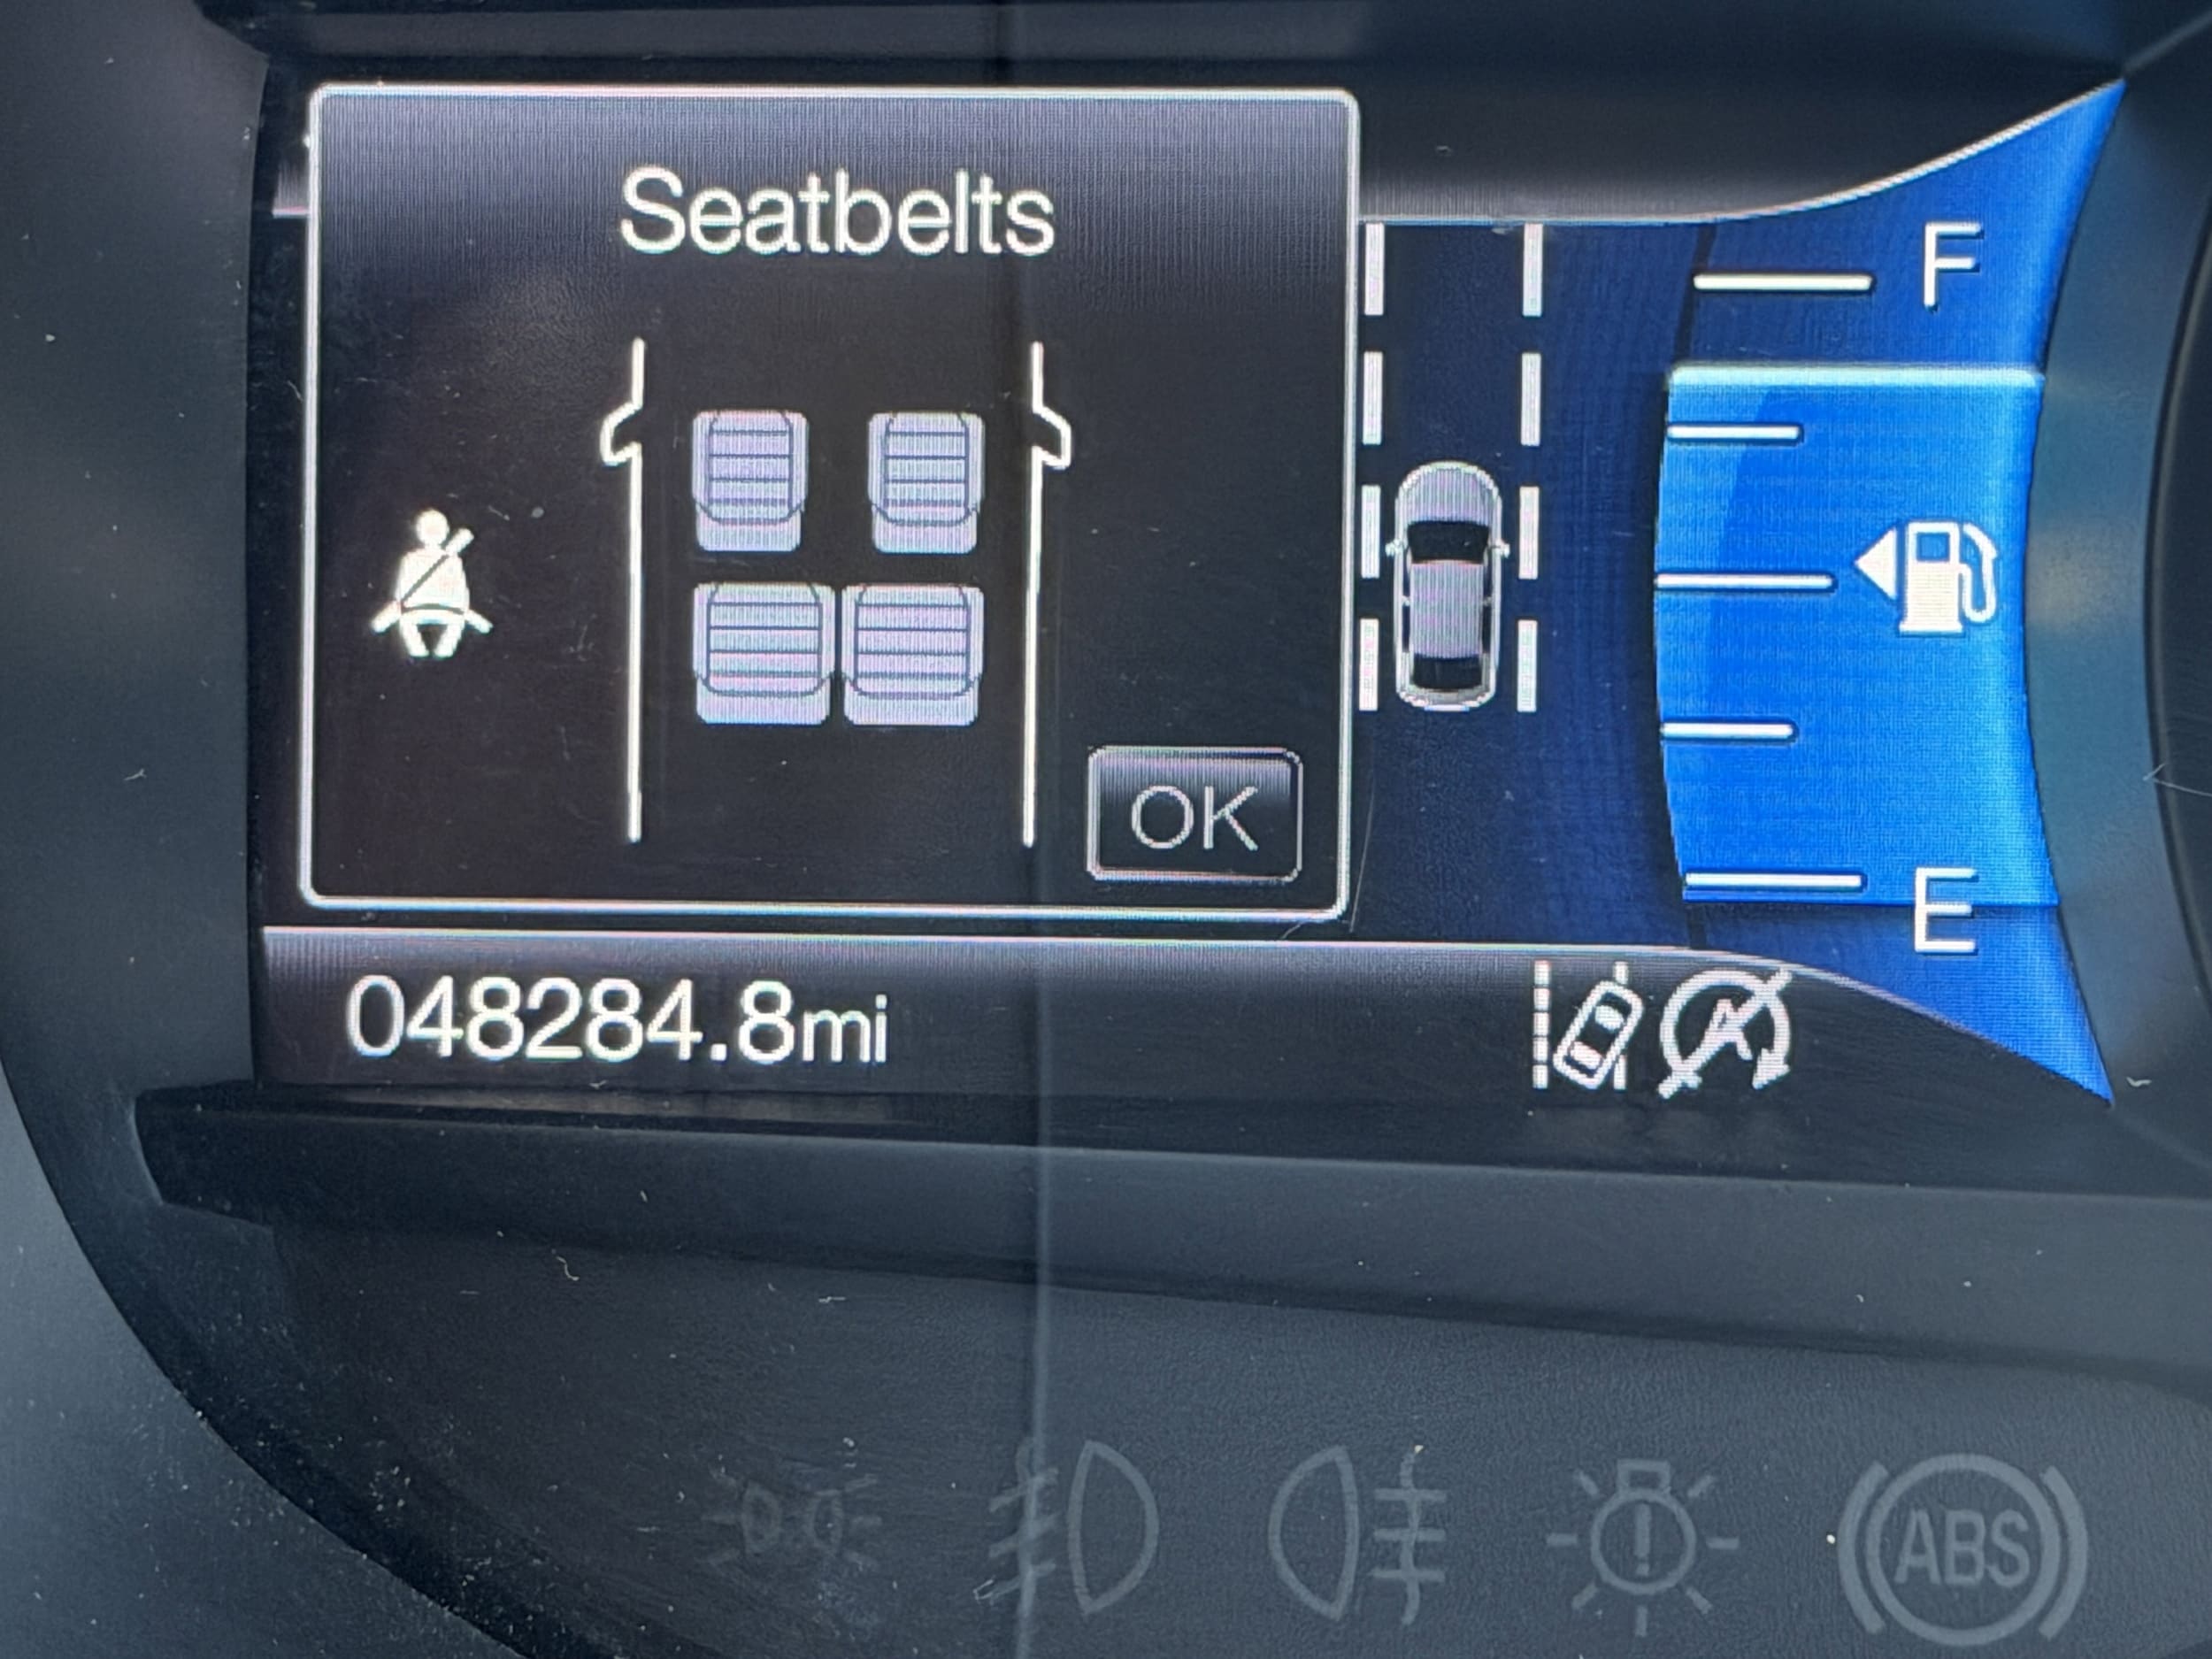 Seatbelts
F
OK
E
048284.8mi
A
ABS